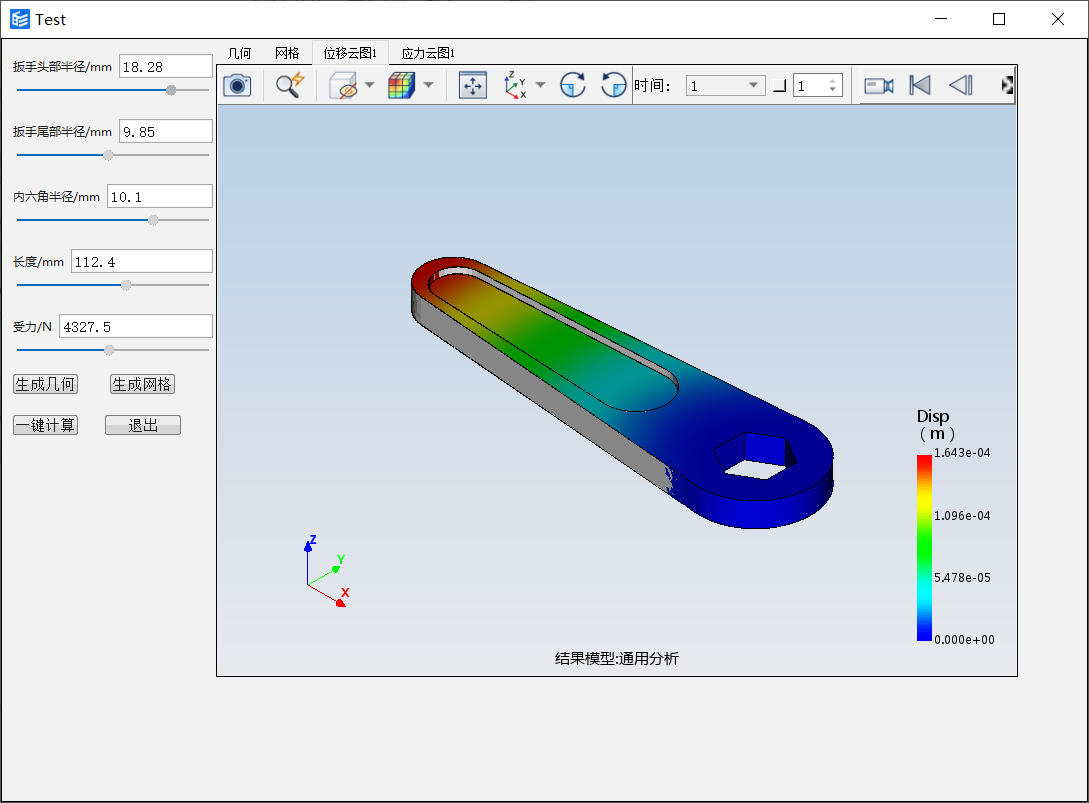 Test
几何 网格 位移云图1 应力云图1
扳手头部半径/mm 18.28
时间: 1 1
扳手尾部半径/mm 9.85
内六角半径/mm 10.1
长度/mm 112.4
受力/N 4327.5
生成几何 生成网格
一键计算 退出
Z
Y
X
Z
Y
X
Disp
(m)
1.643e-04
1.096e-04
5.478e-05
0.000e+00
结果模型:通用分析